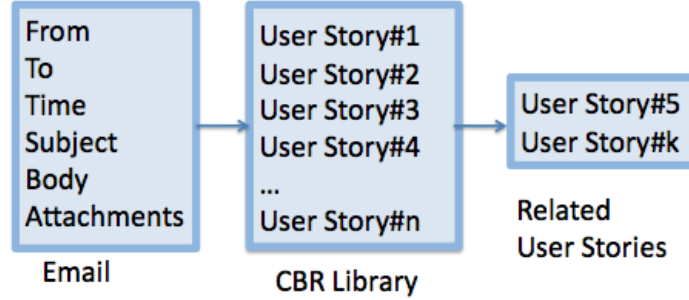 From
To
Time
Subject
Body
Attachments
Email
User Story#1
User Story#2
User Story#3
User Story#4
...
User Story#n
CBR Library
User Story#5
User Story#k
Related
User Stories